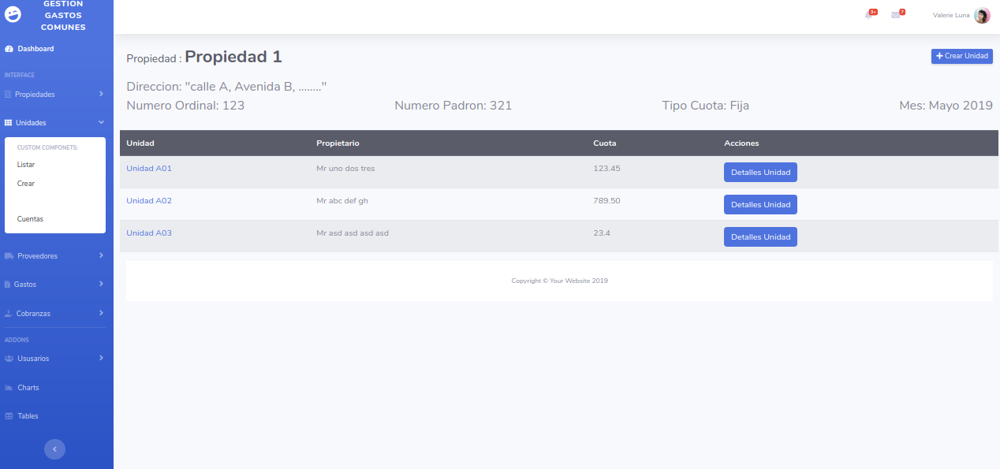 GESTION
GASTOS
COMUNES
Dashboard
INTERFACE
Propiedades
Unidades
CUSTOM COMPONETS:
Listar
Crear
Cuentas
Proveedores
Gastos
Cobranzas
ADDONS
Ususarios
Charts
Tables
3+
7
Valerie Luna
Propiedad : Propiedad 1
Crear Unidad
Direccion: "calle A, Avenida B, ........"
Numero Ordinal: 123 Numero Padron: 321 Tipo Cuota: Fija Mes: Mayo 2019
Unidad Propietario Cuota Acciones
Unidad A01 Mr uno dos tres 123.45 Detalles Unidad
Unidad A02 Mr abc def gh 789.50 Detalles Unidad
Unidad A03 Mr asd asd asd asd 23.4 Detalles Unidad
Copyright © Your Website 2019